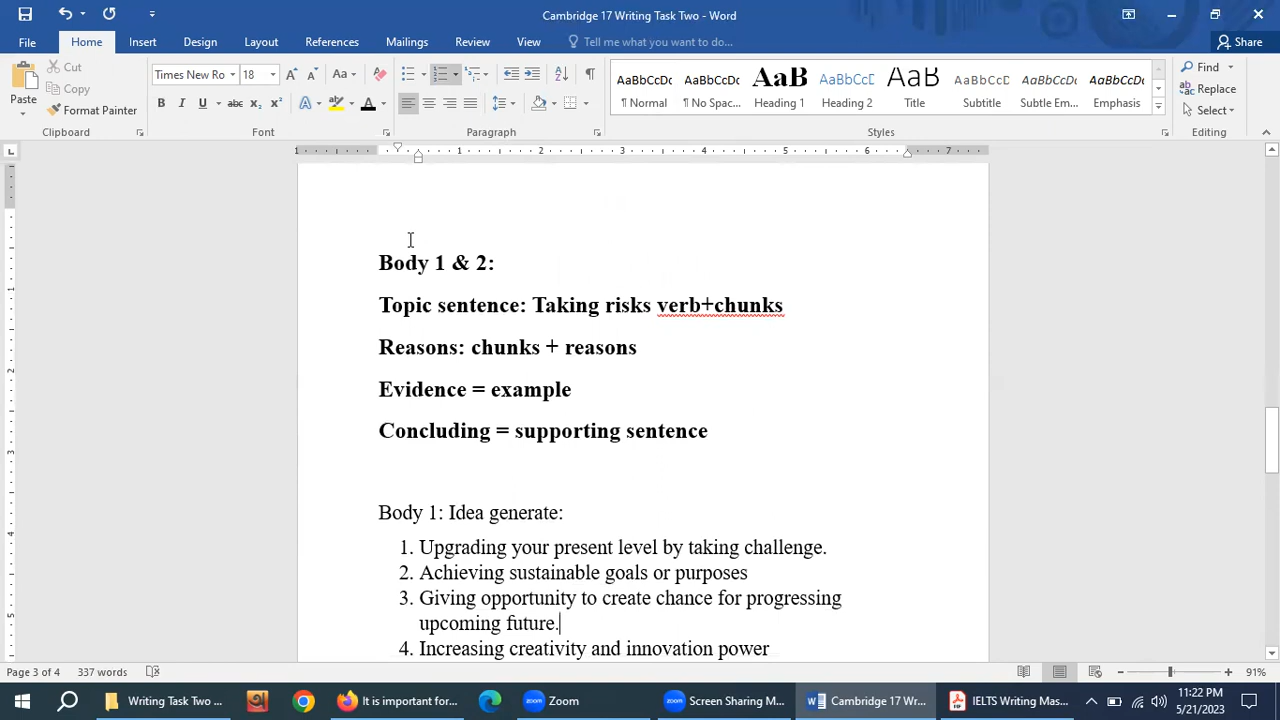 Cambridge 17 Writing Task Two - Word
File Home Insert Design Layout References Mailings Review View Tell me what you want to do... Share
Paste
Cut
Copy
Format Painter
Clipboard
Times New Ro 18
Font
Paragraph
AaBbCcDc AaBbCcDc AaB AaBbCcD AaB AaBbCcD AaBbCcDc AaBbCcDc
¶ Normal ¶ No Spac... Heading Heading 2 Title Subtitle Subtle Em... Emphasis
Styles
Find
Replace
Select
Editing
Body 1 & 2:
Topic sentence: Taking risks verb+chunks
Reasons: chunks + reasons
Evidence = example
Concluding = supporting sentence
Body 1: Idea generate:
1. Upgrading your present level by taking challenge.
2. Achieving sustainable goals or purposes
3. Giving opportunity to create chance for progressing
upcoming future.
4. Increasing creativity and innovation power
Page 3 of 4 337 words 91%
Writing Task Two It is important for... Zoom Screen Sharing M... Cambridge 17 Wr... IELTS Writing Mas...
11:22 PM
5/21/2023